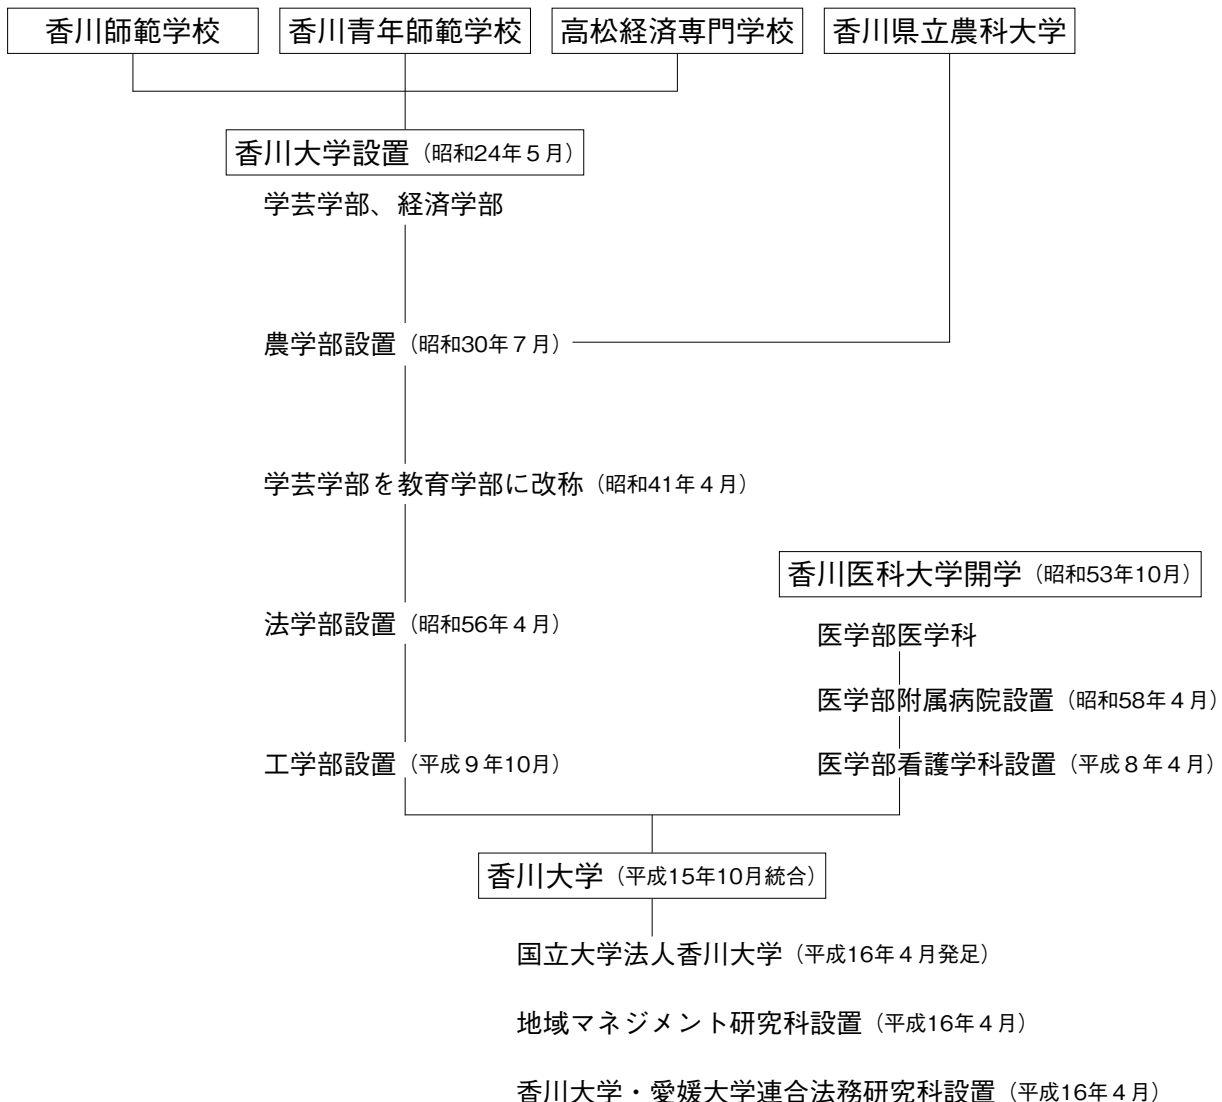 香川師範学校
香川青年師範学校
高松経済専門学校
香川県立農科大学
香川大学設置（昭和24年５月）
学芸学部、経済学部
農学部設置（昭和30年７月）
学芸学部を教育学部に改称（昭和41年４月）
香川医科大学開学（昭和53年10月）
法学部設置（昭和56年４月）
医学部医学科
医学部附属病院設置（昭和58年４月）
工学部設置（平成９年10月）
医学部看護学科設置（平成８年４月）
香川大学（平成15年10月統合）
国立大学法人香川大学（平成16年４月発足）
地域マネジメント研究科設置（平成16年４月）
香川大学・愛媛大学連合法務研究科設置（平成16年４月）